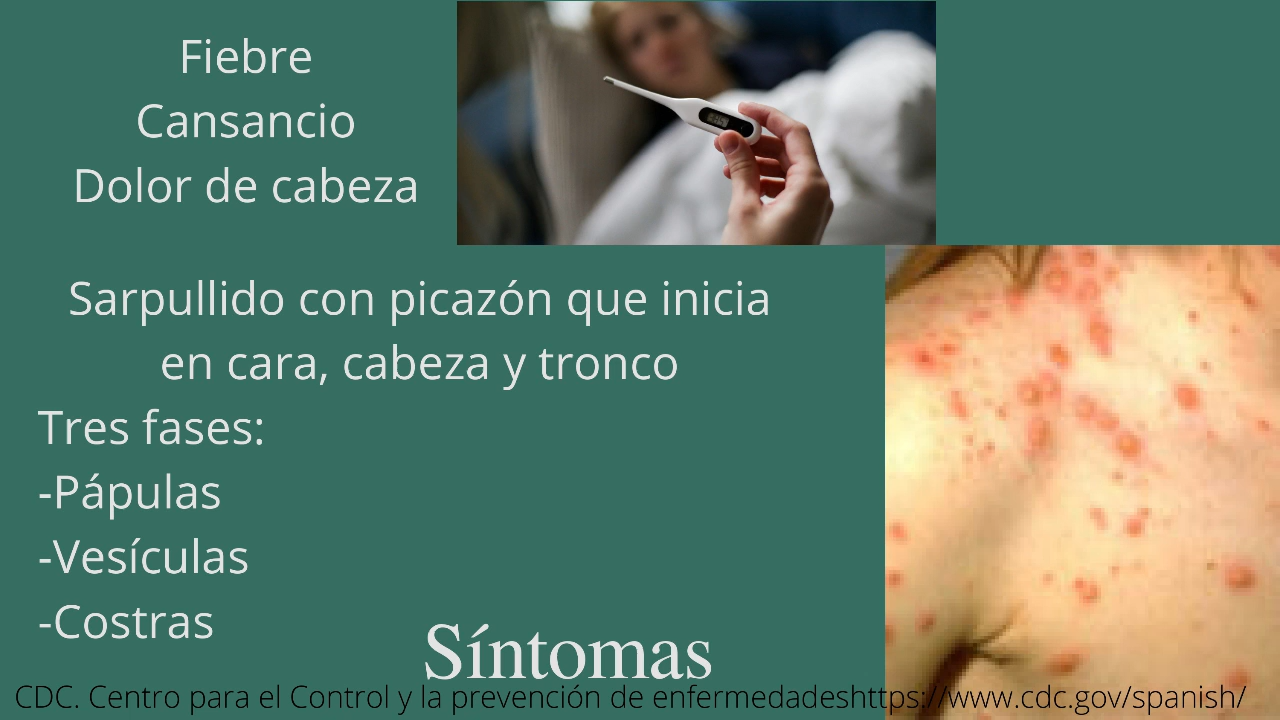 Fiebre
Cansancio
Dolor de cabeza
Sarpullido con picazón que inicia
en cara, cabeza y tronco
Tres fases:
-Pápulas
-Vesículas
-Costras
Síntomas
CDC. Centro para el Control y la prevención de enfermedadeshttps://www.cdc.gov/spanish/